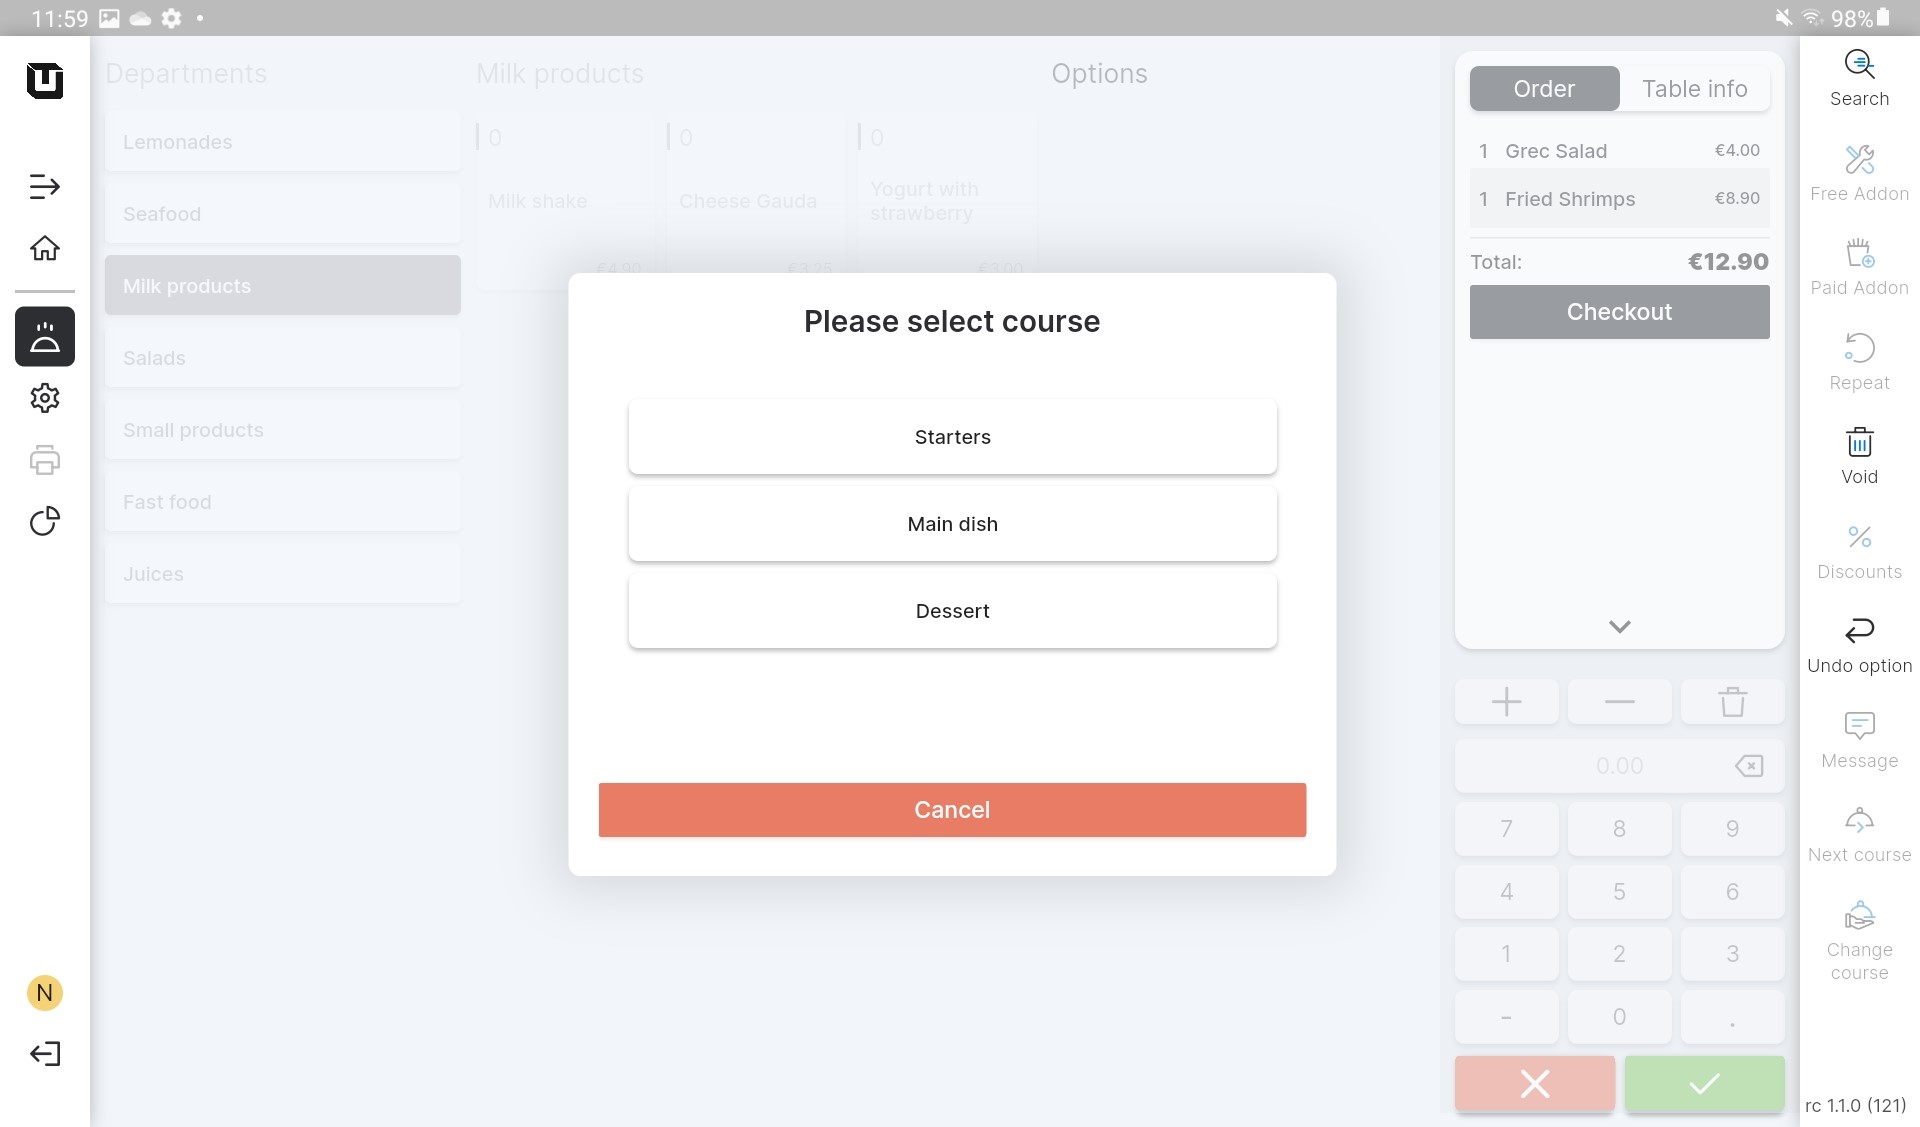 11:59
98%
Departments
Lemonades
Seafood
Milk products
Salads
Small products
Fast food
Juices
Milk products
0
Milk shake
€4.90
0
Cheese Gauda
€3.25
0
Yogurt with
strawberry
€3.00
Options
Please select course
Starters
Main dish
Dessert
Cancel
Order
Table info
1 Grec Salad €4.00
1 Fried Shrimps €8.90
Total: €12.90
Checkout
0.00
7 8 9
4 5 6
1 2 3
- 0 .
Search
Free Addon
Paid Addon
Repeat
Void
Discounts
Undo option
Message
Next course
Change
course
N
rc 1.1.0 (121)